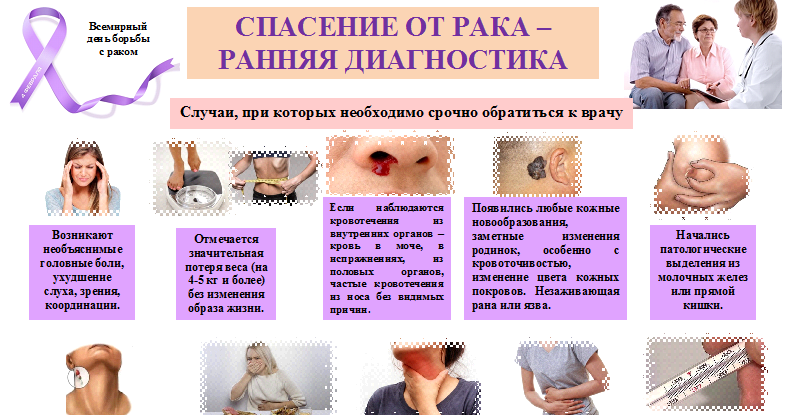 Всемирный
день борьбы
с раком
4 ФЕВРАЛЯ
СПАСЕНИЕ ОТ РАКА –
РАННЯЯ ДИАГНОСТИКА
Случаи, при которых необходимо срочно обратиться к врачу
Возникают
необъяснимые
головные боли,
ухудшение
слуха, зрения,
координации.
Отмечается
значительная
потеря веса (на
4-5 кг и более)
без изменения
образа жизни.
Если наблюдаются
кровотечения из
внутренних органов –
кровь в моче, в
испражнениях, из
половых органов,
частые кровотечения
из носа без видимых
причин.
Появились любые кожные
новообразования,
заметные изменения
родинок, особенно с
кровоточивостью,
изменение цвета кожных
покровов. Незаживающая
рана или язва.
Начались
патологические
выделения из
молочных желез
или прямой
кишки.